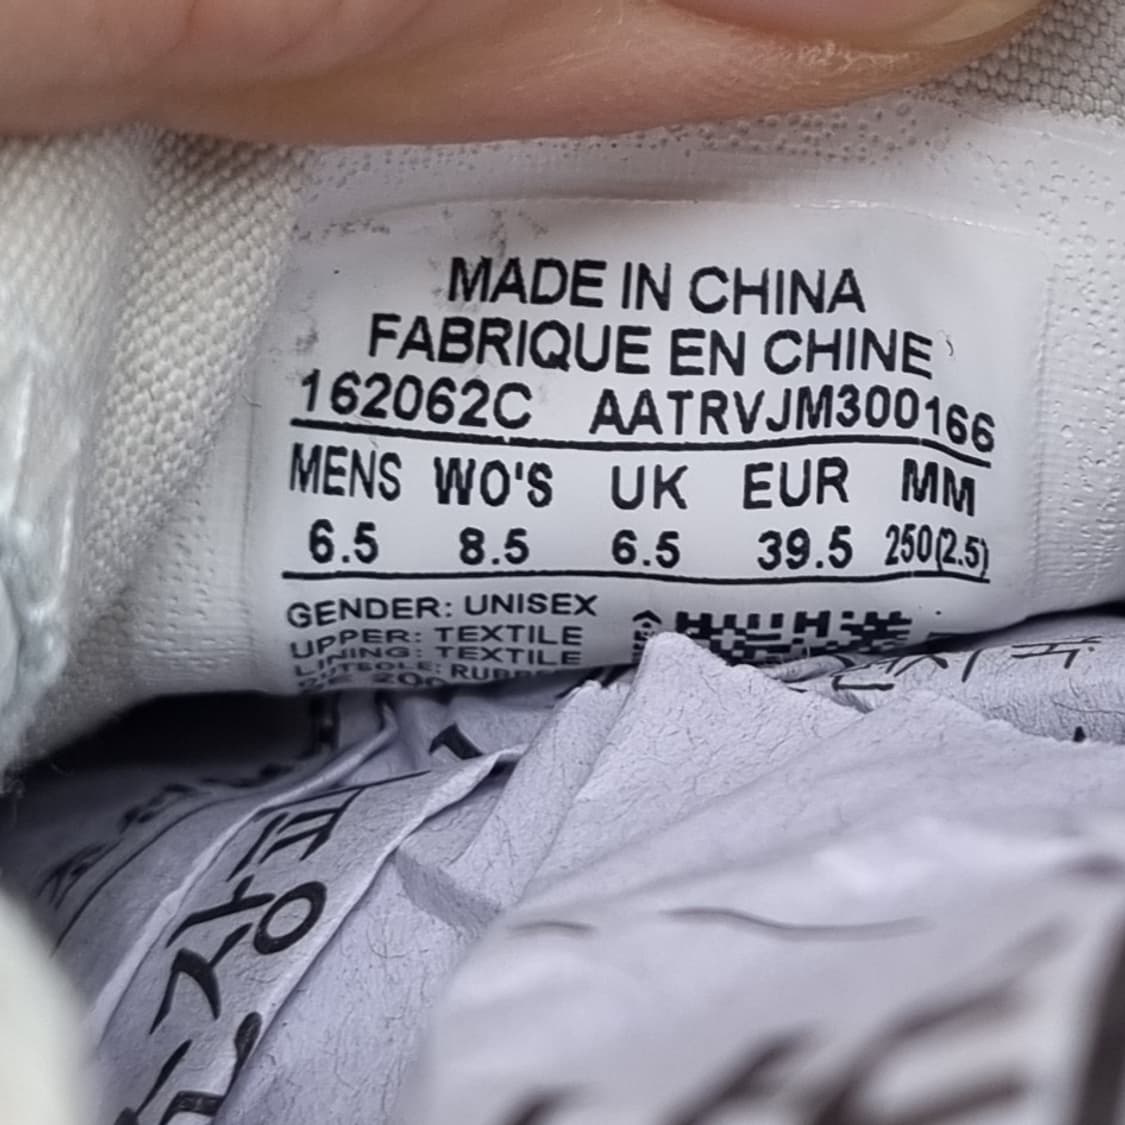 MADE IN CHINA
FABRIQUE EN CHINE
162062C AATRVJM300166
MENS WO'S UK EUR MM
6.5 8.5 6.5 39.5 250(2.5)
GENDER: UNISEX
UPPER: TEXTILE
LINING: TEXTILE
OUTSOLE: